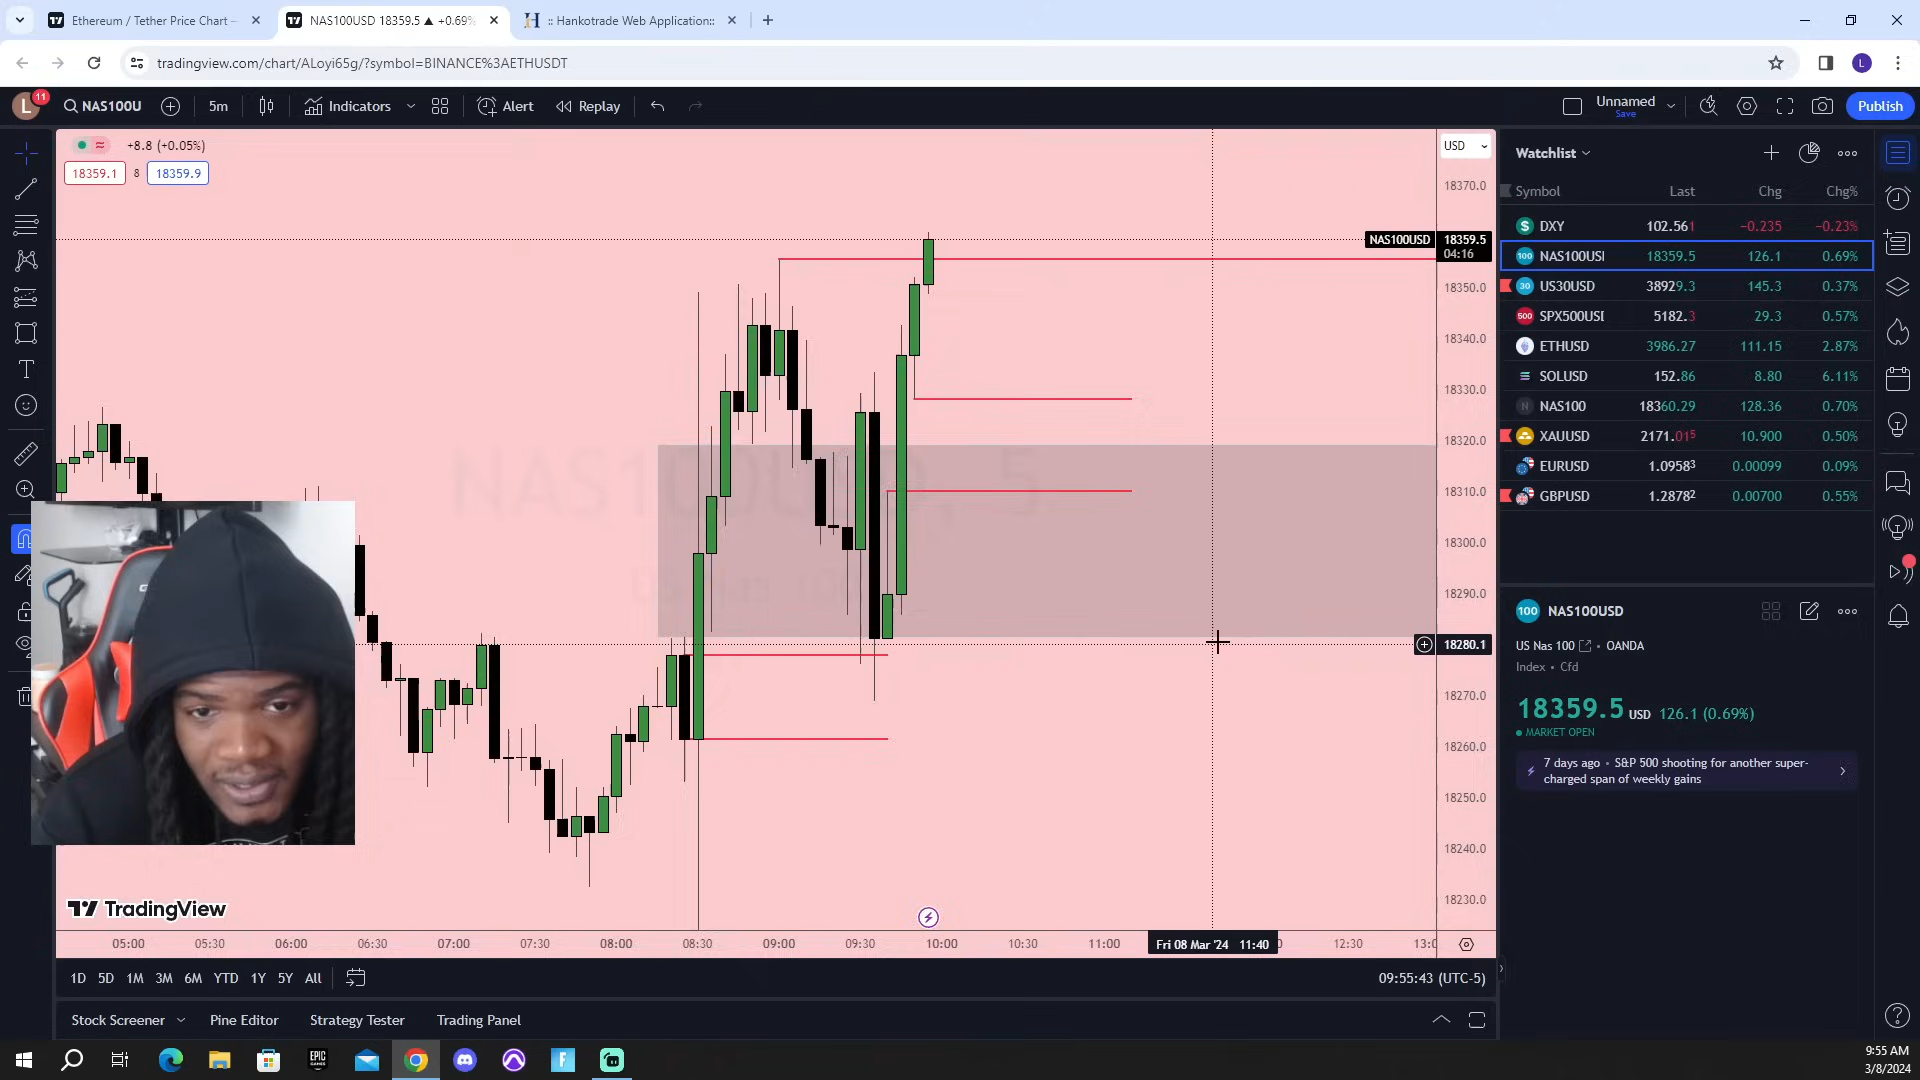 Ethereum / Tether Price Chart —
NAS100USD 18359.5 ▲ +0.69%
:: Hankotrade Web Application::
tradingview.com/chart/ALoyi65g/?symbol=BINANCE%3AETHUSDT
L
L
11
NAS100U
5m
Indicators
Alert
Replay
Unnamed
Save
Publish
+8.8 (+0.05%)
18359.1
8
18359.9
NAS100USD, 5
US Nas 100
USD
18370.0
NAS100USD
18359.5
04:16
18350.0
18340.0
18330.0
18320.0
18310.0
18300.0
18290.0
18280.1
18270.0
18260.0
18250.0
18240.0
18230.0
TradingView
05:00
05:30
06:00
06:30
07:00
07:30
08:00
08:30
09:00
09:30
10:00
10:30
11:00
Fri 08 Mar '24 11:40
12:30
1D
5D
1M
3M
6M
YTD
1Y
5Y
All
09:55:43 (UTC-5)
Stock Screener
Pine Editor
Strategy Tester
Trading Panel
Watchlist
Symbol Last Chg Chg%
DXY 102.561 −0.235 −0.23%
NAS100USI 18359.5 126.1 0.69%
US30USD 38929.3 145.3 0.37%
SPX500USI 5182.3 29.3 0.57%
ETHUSD 3986.27 111.15 2.87%
SOLUSD 152.86 8.80 6.11%
NAS100 18360.29 128.36 0.70%
XAUUSD 2171.015 10.900 0.50%
EURUSD 1.09583 0.00099 0.09%
GBPUSD 1.28782 0.00700 0.55%
100 NAS100USD
US Nas 100 • OANDA
Index • Cfd
18359.5 USD 126.1 (0.69%)
MARKET OPEN
7 days ago • S&P 500 shooting for another super-
charged span of weekly gains
EPIC
9:55 AM
3/8/2024